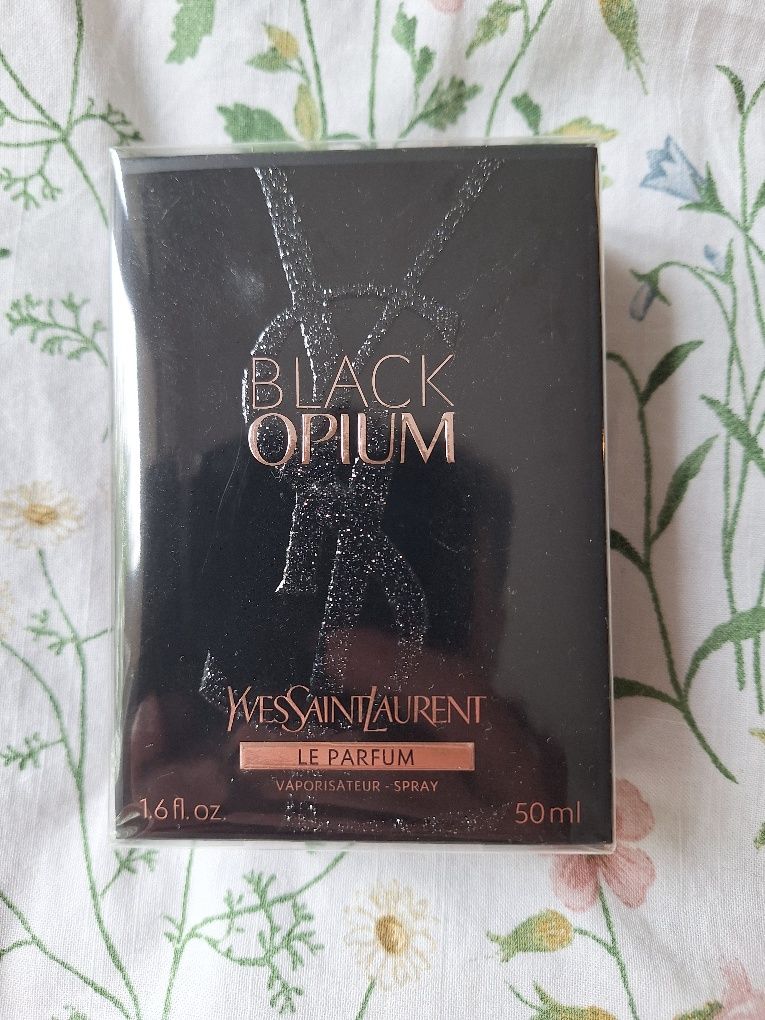 BLACK
OPIUM
YVESSAINTLAURENT
LE PARFUM
VAPORISATEUR - SPRAY
1.6 fl. oz. 50 ml